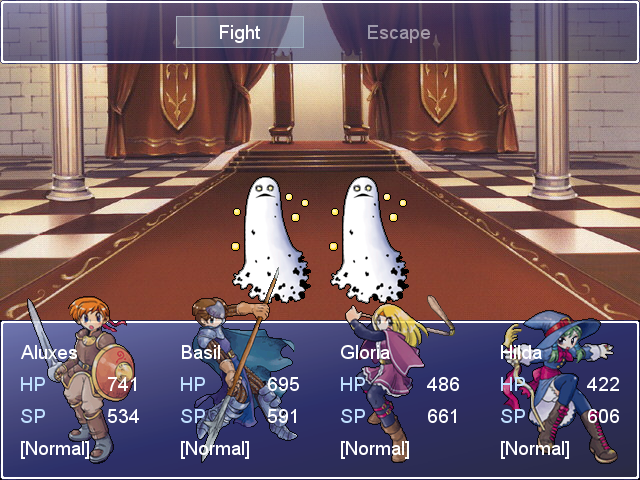 Fight Escape
Aluxes Basil Gloria Hilda
HP 741 HP 695 HP 486 HP 422
SP 534 SP 591 SP 661 SP 606
[Normal] [Normal] [Normal] [Normal]